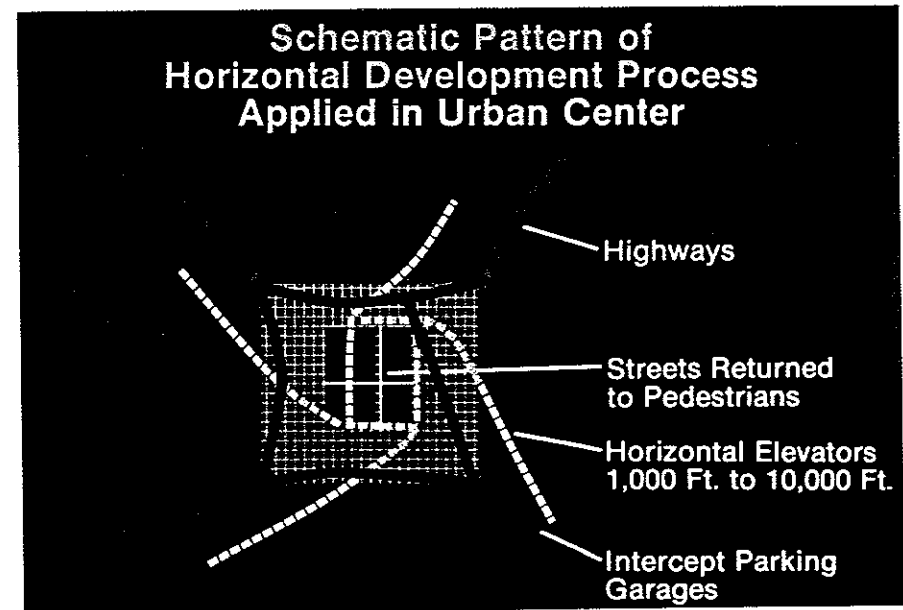 Schematic Pattern of
Horizontal Development Process
Applied in Urban Center
Highways
Streets Returned
to Pedestrians
Horizontal Elevators
1,000 Ft. to 10,000 Ft.
Intercept Parking
Garages